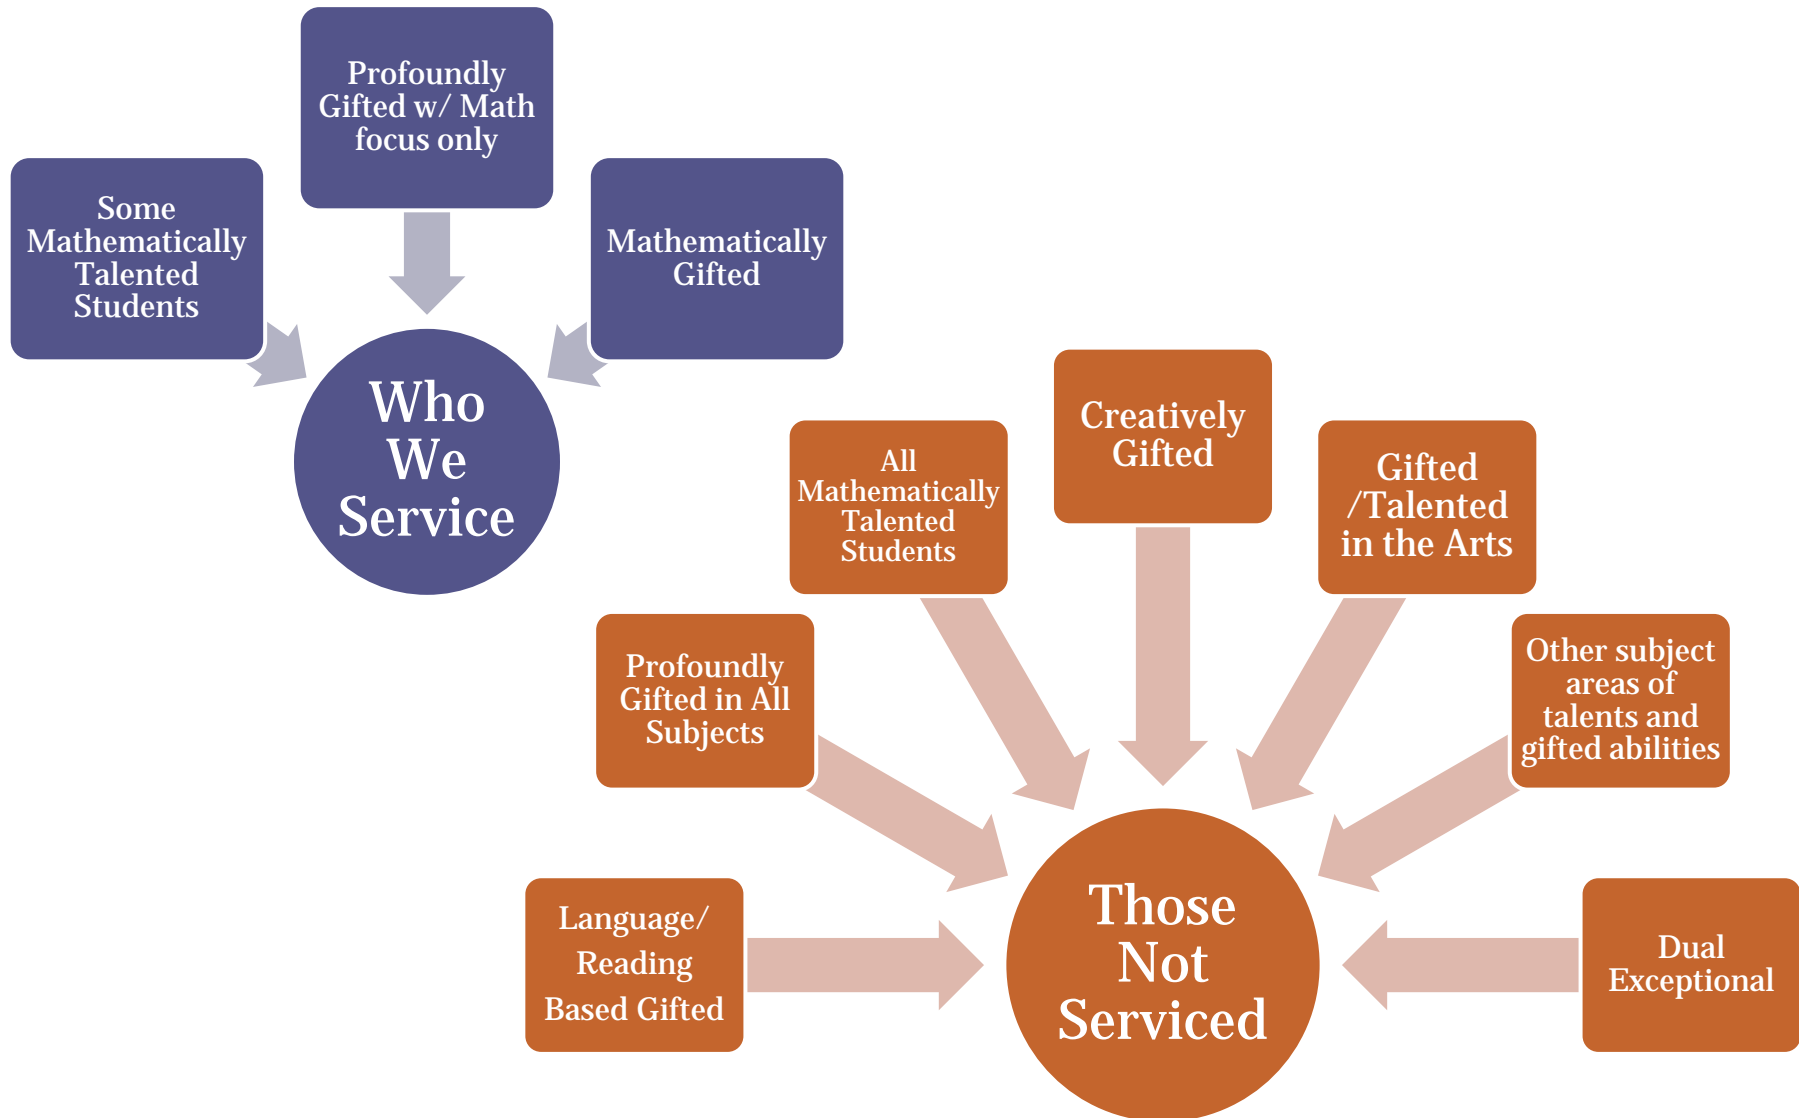 Profoundly
Gifted w/ Math
focus only
Some
Mathematically
Talented
Students
Mathematically
Gifted
Who
We
Service
Creatively
Gifted
All
Mathematically
Talented
Students
Gifted
/Talented
in the Arts
Profoundly
Gifted in All
Subjects
Other subject
areas of
talents and
gifted abilities
Language/
Reading
Based Gifted
Those
Not
Serviced
Dual
Exceptional